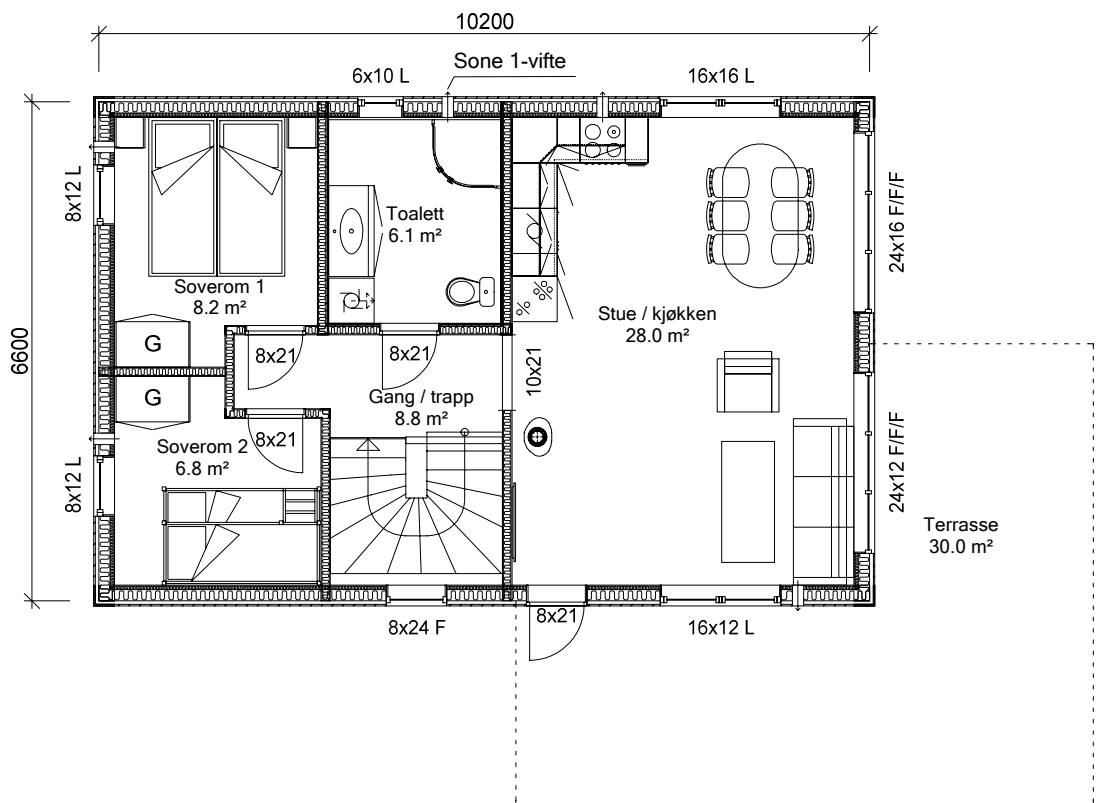 10200
Sone 1-vifte
6x10 L
16x16 L
8x12 L
24x16 F/F/F
Toalett
6.1 m²
Soverom 1
8.2 m²
Stue / kjøkken
28.0 m²
6600
G
8x21
8x21
10x21
G
Gang / trapp
8.8 m²
8x21
Soverom 2
6.8 m²
8x12 L
24x12 F/F/F
Terrasse
30.0 m²
8x24 F
8x21
16x12 L